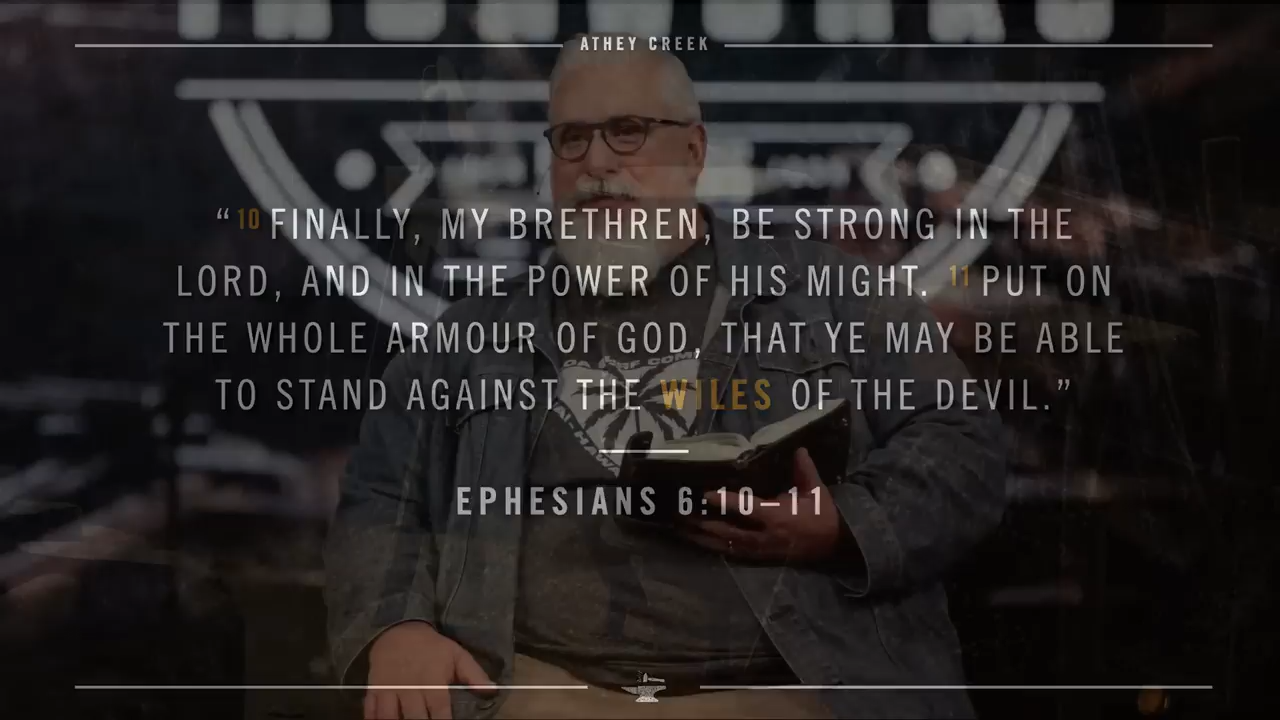 ATHEY CREEK
“10 FINALLY, MY BRETHREN, BE STRONG IN THE
LORD, AND IN THE POWER OF HIS MIGHT. 11 PUT ON
THE WHOLE ARMOUR OF GOD, THAT YE MAY BE ABLE
TO STAND AGAINST THE WILES OF THE DEVIL.”
EPHESIANS 6:10–11